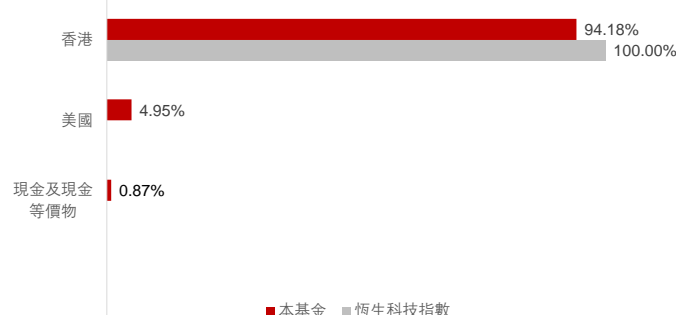 香港
94.18%
100.00%
美國
4.95%
現金及現金
等價物
0.87%
本基金 恆生科技指數